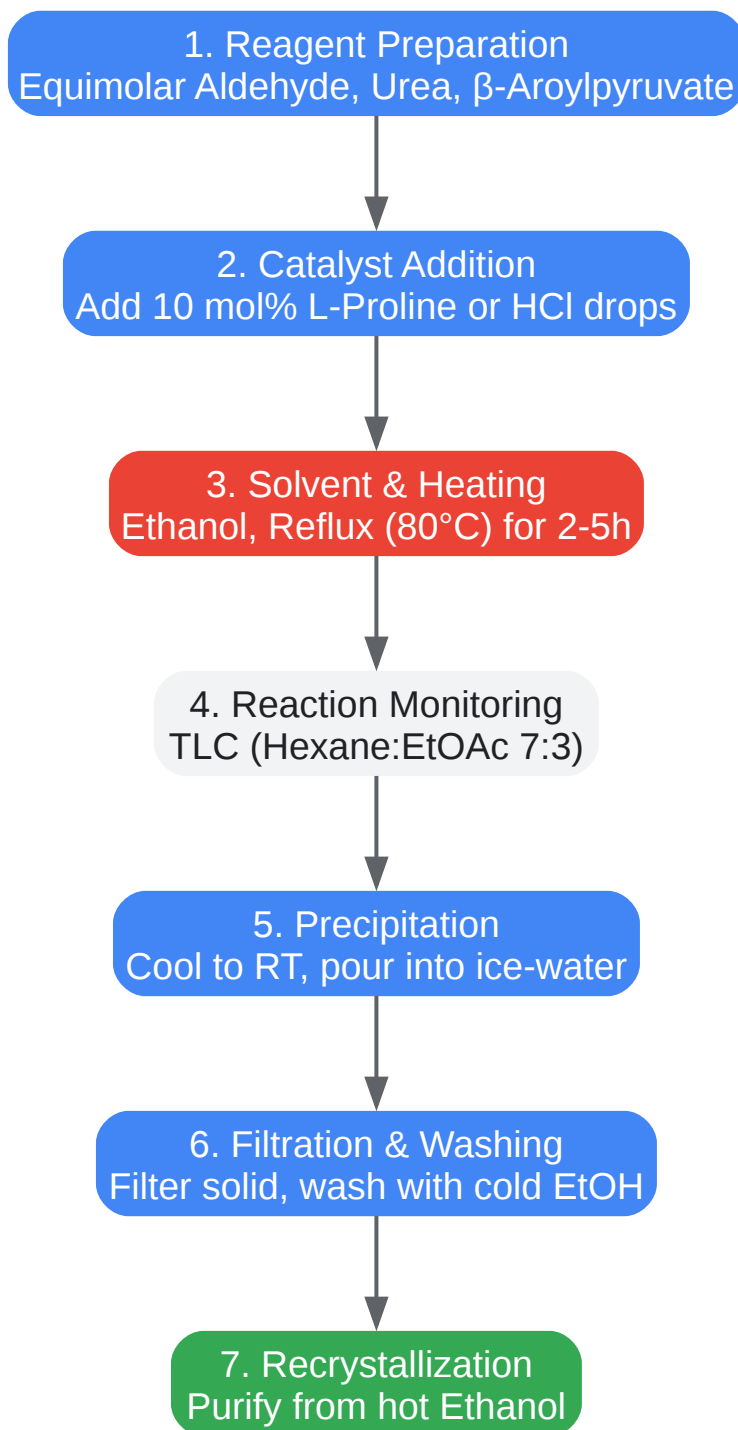 1. Reagent Preparation
Equimolar Aldehyde, Urea, β-Aroylpyruvate
2. Catalyst Addition
Add 10 mol% L-Proline or HCl drops
3. Solvent & Heating
Ethanol, Reflux (80°C) for 2-5h
4. Reaction Monitoring
TLC (Hexane:EtOAc 7:3)
5. Precipitation
Cool to RT, pour into ice-water
6. Filtration & Washing
Filter solid, wash with cold EtOH
7. Recrystallization
Purify from hot Ethanol